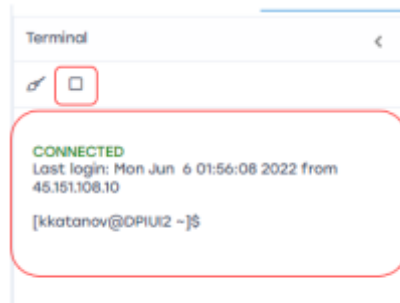 Terminal
CONNECTED
Last login: Mon Jun 6 01:56:08 2022 from
45.151.108.10
[kkatanov@DPIUI2 ~]$